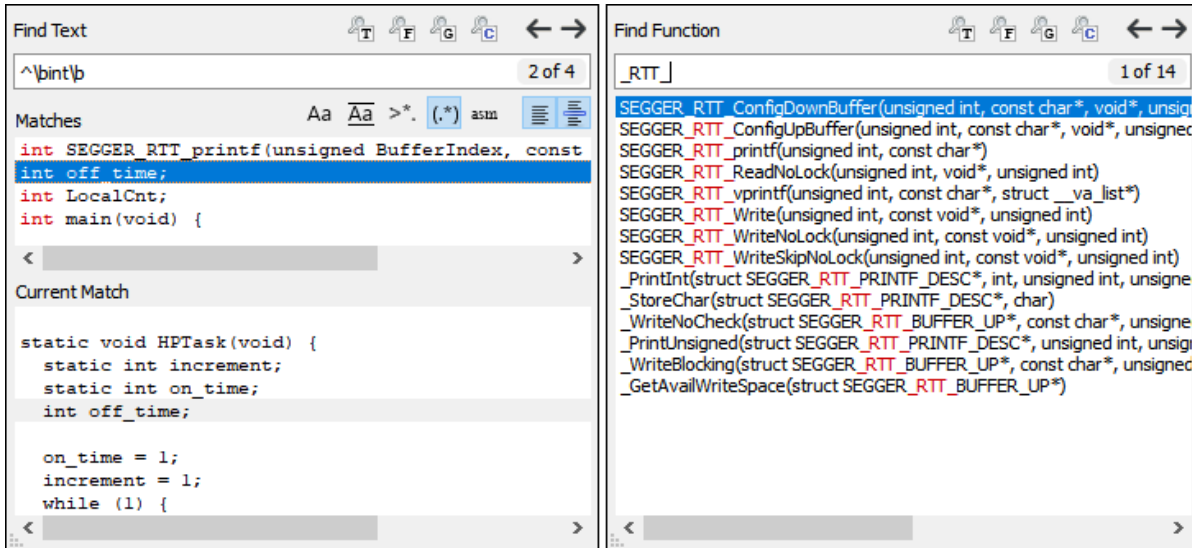 Find Text
T F G C
^\bint\b
2 of 4
Matches
Aa Aa >*. (.*) asm
int SEGGER_RTT_printf(unsigned BufferIndex, const
int off_time;
int LocalCnt;
int main(void) {
Current Match
static void HPTask(void) {
static int increment;
static int on_time;
int off_time;
on_time = 1;
increment = 1;
while (1) {
Find Function
T F G C
_RTT_
1 of 14
SEGGER_RTT_ConfigDownBuffer(unsigned int, const char*, void*, unsig
SEGGER_RTT_ConfigUpBuffer(unsigned int, const char*, void*, unsigned
SEGGER_RTT_printf(unsigned int, const char*)
SEGGER_RTT_ReadNoLock(unsigned int, void*, unsigned int)
SEGGER_RTT_vprintf(unsigned int, const char*, struct __va_list*)
SEGGER_RTT_Write(unsigned int, const void*, unsigned int)
SEGGER_RTT_WriteNoLock(unsigned int, const void*, unsigned int)
SEGGER_RTT_WriteSkipNoLock(unsigned int, const void*, unsigned int)
_PrintInt(struct SEGGER_RTT_PRINTF_DESC*, int, unsigned int, unsigne
_StoreChar(struct SEGGER_RTT_PRINTF_DESC*, char)
_WriteNoCheck(struct SEGGER_RTT_BUFFER_UP*, const char*, unsigne
_PrintUnsigned(struct SEGGER_RTT_PRINTF_DESC*, unsigned int, unsig
_WriteBlocking(struct SEGGER_RTT_BUFFER_UP*, const char*, unsigned
_GetAvailWriteSpace(struct SEGGER_RTT_BUFFER_UP*)